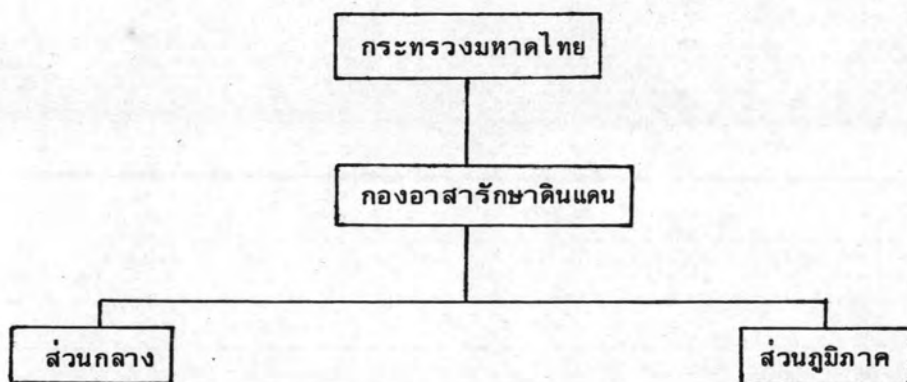 กระทรวงมหาดไทย
กองอาสารักษาดินแดน
ส่วนกลาง
ส่วนภูมิภาค